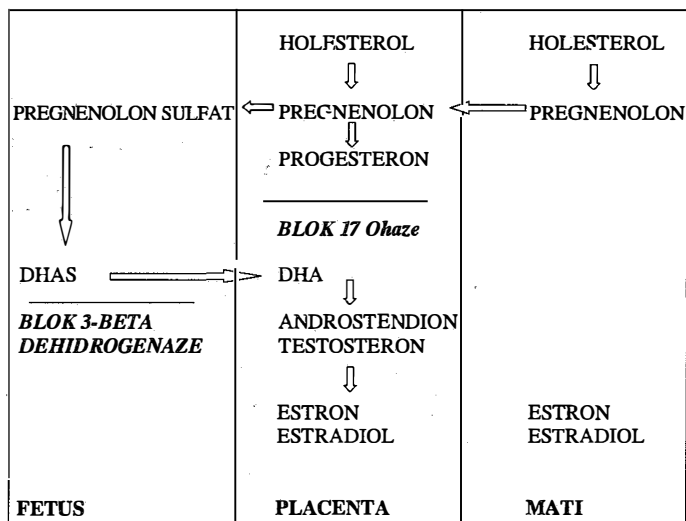 HOLFSTEROL HOLESTEROL
PREGNENOLON SULFAT PREGNENOLON PREGNENOLON
PROGESTERON
BLOK 17 Ohaze
DHAS DHA
BLOK 3-BETA ANDROSTENDION
DEHIDROGENAZE TESTOSTERON
ESTRON ESTRON
ESTRADIOL ESTRADIOL
FETUS PLACENTA MATI